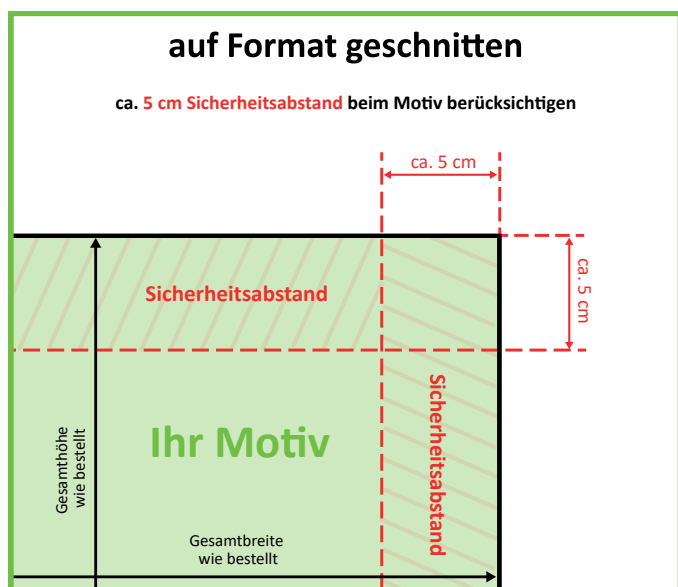 auf Format geschnitten
ca. 5 cm Sicherheitsabstand beim Motiv berücksichtigen
ca. 5 cm
Sicherheitsabstand
ca. 5 cm
Sicherheitsabstand
Ihr Motiv
Gesamthöhe
wie bestellt
Gesamtbreite
wie bestellt